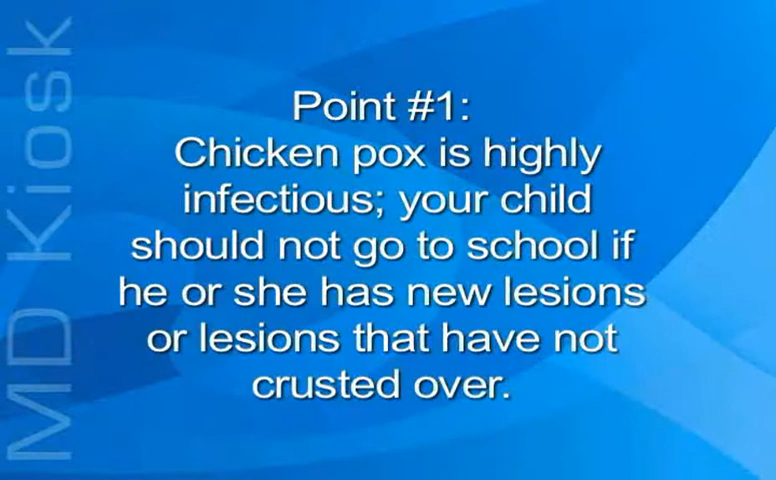 MD Kiosk
Point #1:
Chicken pox is highly
infectious; your child
should not go to school if
he or she has new lesions
or lesions that have not
crusted over.